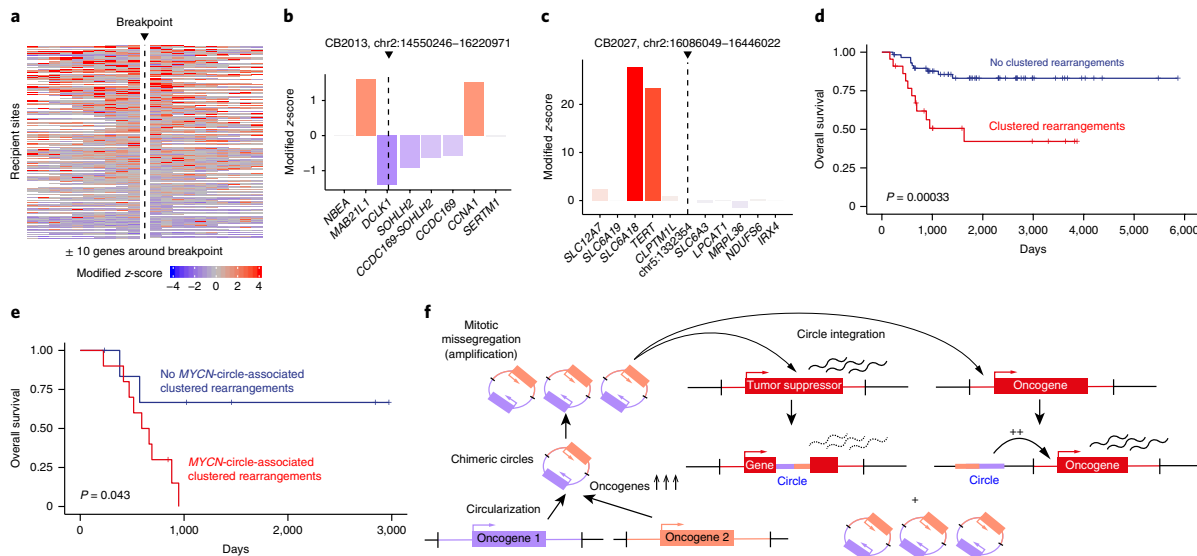 a
Breakpoint
Recipient sites
± 10 genes around breakpoint
Modified z-score
−4 −2 0 2 4
b
CB2013, chr2:14550246–16220971
Modified z-score
1
0
−1
NBEA
MAB21L1
DCLK1
SOHLH2
CCDC169-SOHLH2
CCDC169
CCNA1
SERTM1
c
CB2027, chr2:16086049–16446022
Modified z-score
20
10
0
SLC12A7
SLC6A19
SLC6A18
TERT
CLPTM1L
chr5:1332354
SLC6A3
LPCAT1
MRPL36
NDUFS6
IRX4
d
Overall survival
1.00
0.75
0.50
0.25
0
No clustered rearrangements
Clustered rearrangements
P = 0.00033
0 1,000 2,000 3,000 4,000 5,000 6,000
Days
e
Overall survival
1.00
0.75
0.50
0.25
0
No MYCN-circle-associated
clustered rearrangements
MYCN-circle-associated
clustered rearrangements
P = 0.043
0 1,000 2,000 3,000
Days
f
Mitotic
missegregation
(amplification)
Circle integration
Tumor suppressor
Oncogene
Chimeric circles
Gene
Circle
++
Oncogene
Circle
Oncogenes
Circularization
+
Oncogene 1
Oncogene 2